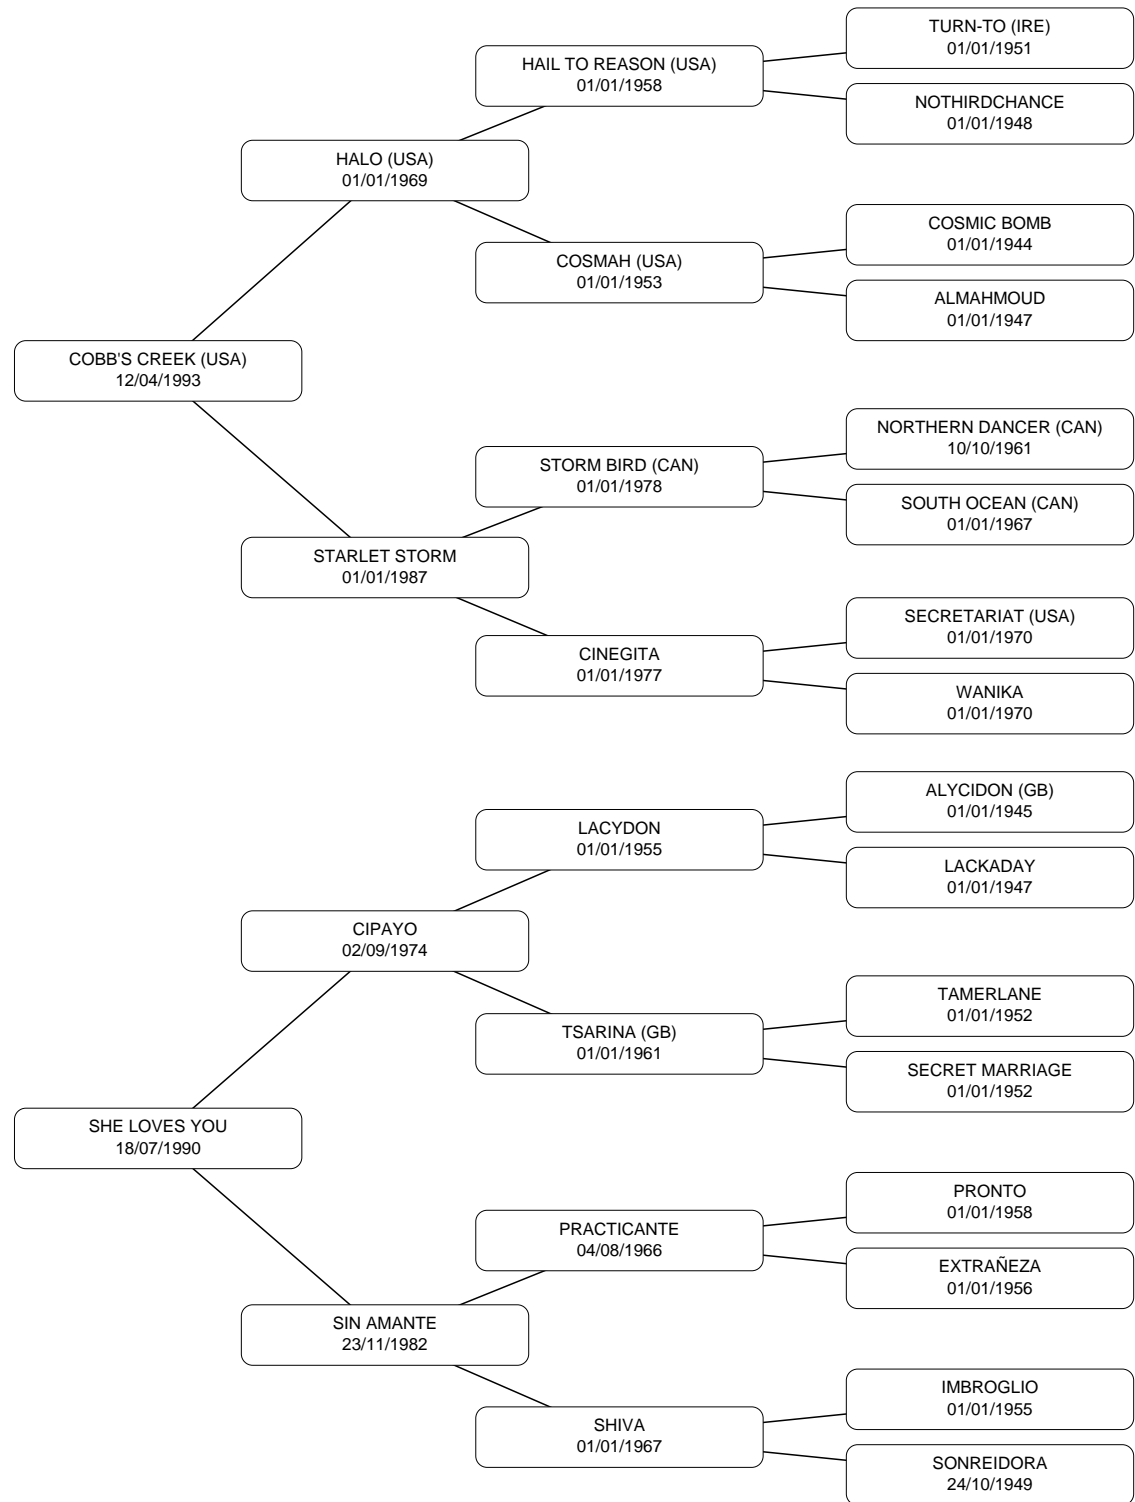 TURN-TO (IRE)
01/01/1951
HAIL TO REASON (USA)
01/01/1958
NOTHIRDCHANCE
01/01/1948
HALO (USA)
01/01/1969
COSMIC BOMB
01/01/1944
COSMAH (USA)
01/01/1953
ALMAHMOUD
01/01/1947
COBB'S CREEK (USA)
12/04/1993
NORTHERN DANCER (CAN)
10/10/1961
STORM BIRD (CAN)
01/01/1978
SOUTH OCEAN (CAN)
01/01/1967
STARLET STORM
01/01/1987
SECRETARIAT (USA)
01/01/1970
CINEGITA
01/01/1977
WANIKA
01/01/1970
ALYCIDON (GB)
01/01/1945
LACYDON
01/01/1955
LACKADAY
01/01/1947
CIPAYO
02/09/1974
TAMERLANE
01/01/1952
TSARINA (GB)
01/01/1961
SECRET MARRIAGE
01/01/1952
SHE LOVES YOU
18/07/1990
PRONTO
01/01/1958
PRACTICANTE
04/08/1966
EXTRAÑEZA
01/01/1956
SIN AMANTE
23/11/1982
IMBROGLIO
01/01/1955
SHIVA
01/01/1967
SONREIDORA
24/10/1949